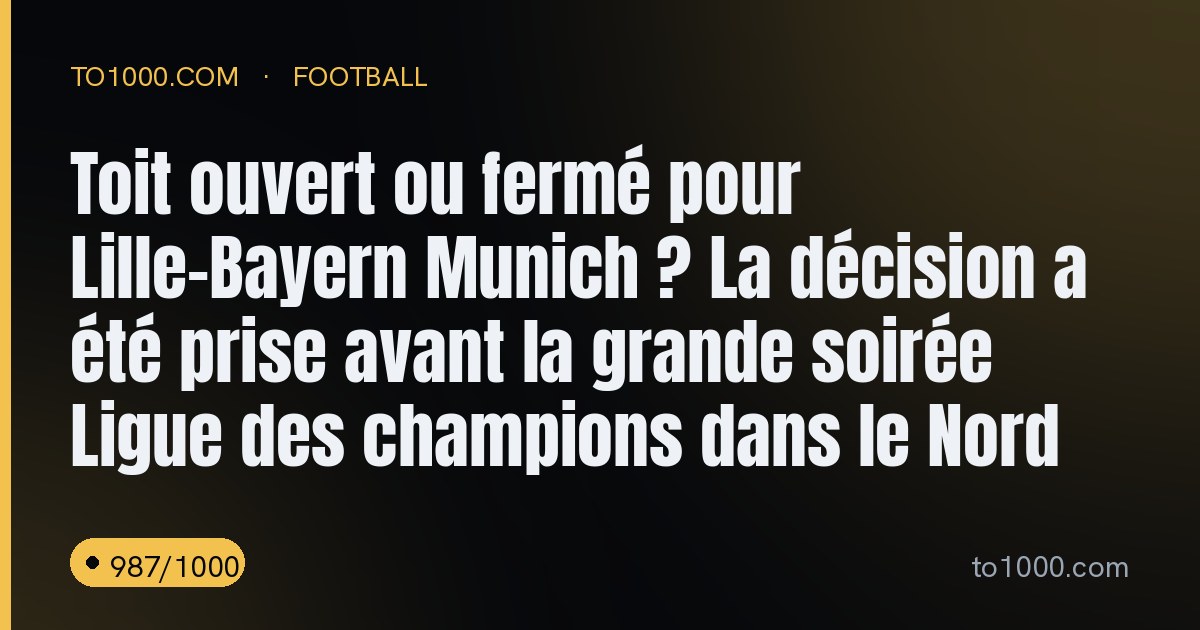 TO1000.COM · FOOTBALL
Toit ouvert ou fermé pour
Lille-Bayern Munich ? La décision a
été prise avant la grande soirée
Ligue des champions dans le Nord
987/1000
to1000.com